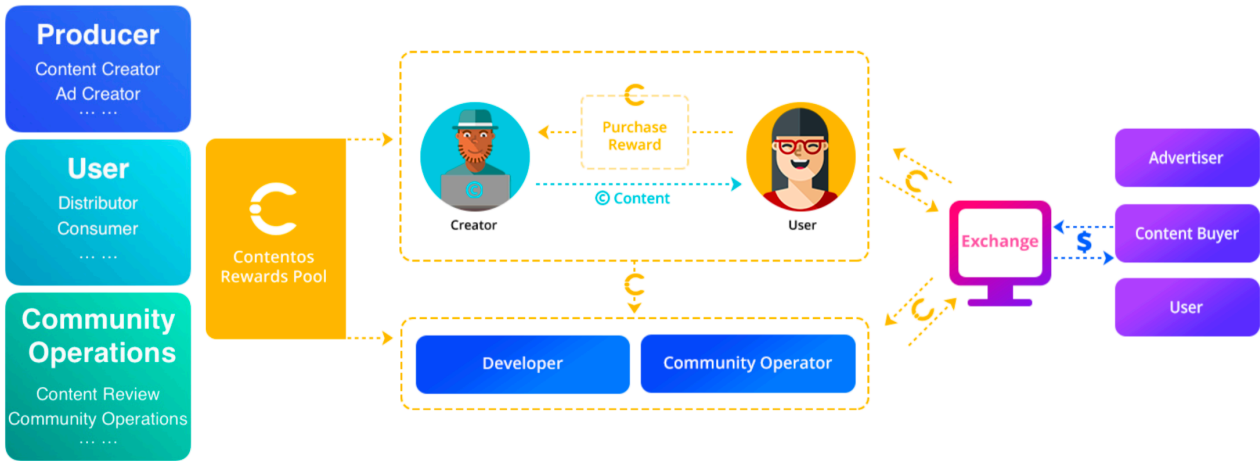 Producer
Content Creator
Ad Creator
... ...
User
Distributor
Consumer
... ...
Community
Operations
Content Review
Community Operations
... ...
Contentos
Rewards Pool
Purchase
Reward
© Content
Creator
User
Developer
Community Operator
Exchange
$
Advertiser
Content Buyer
User